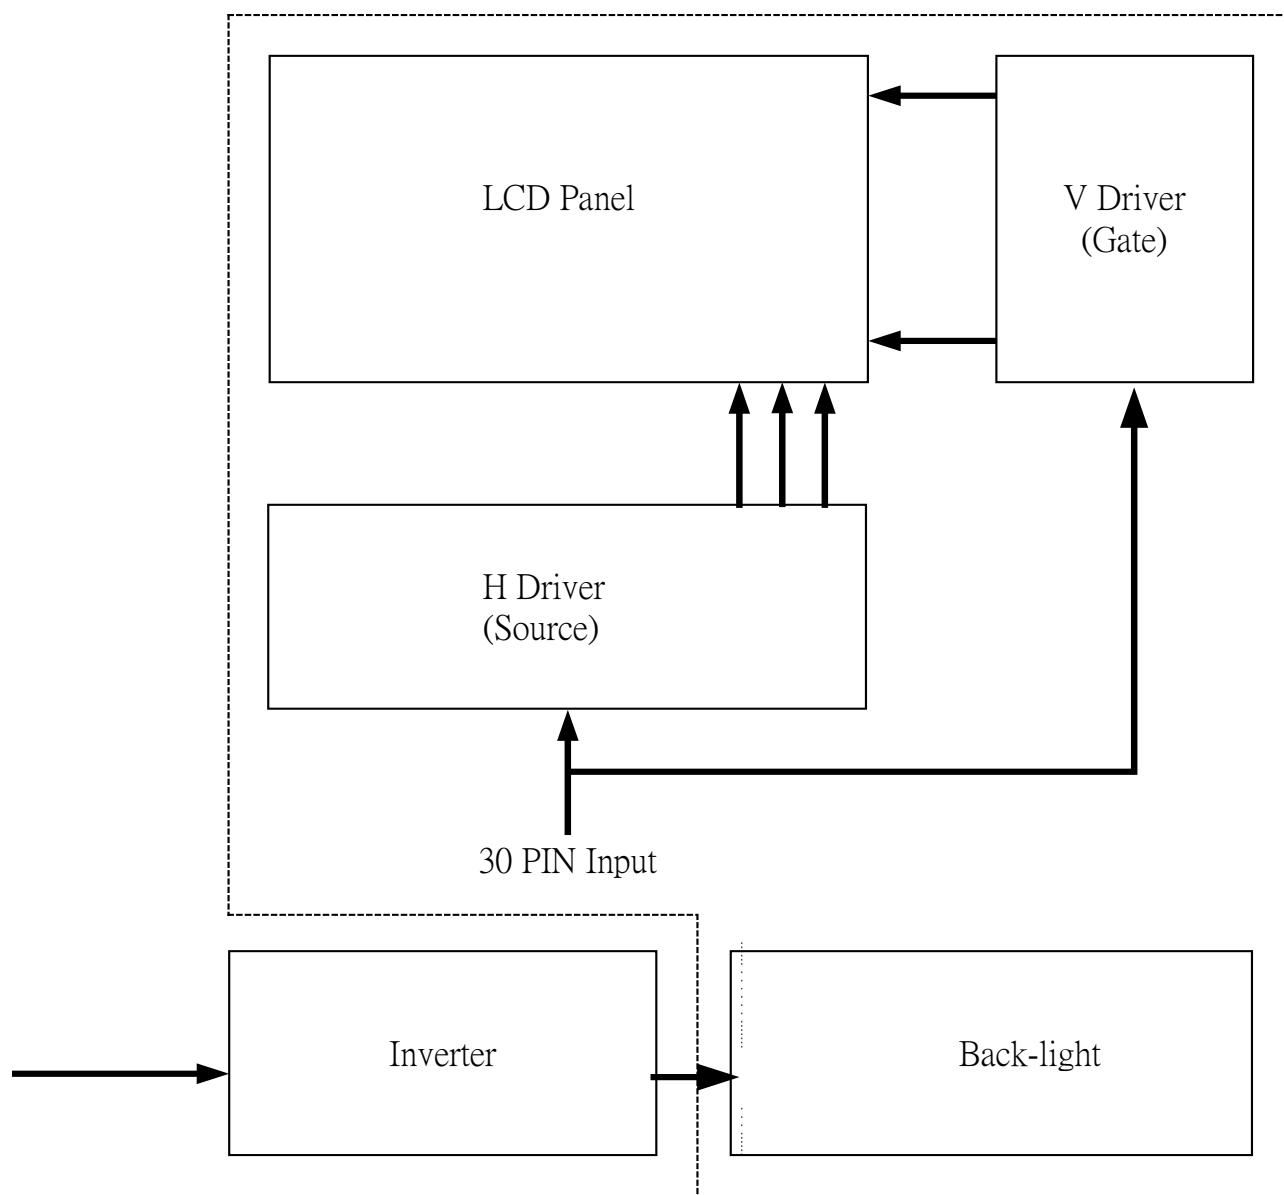 LCD Panel
V Driver
(Gate)
H Driver
(Source)
30 PIN Input
Inverter
Back-light